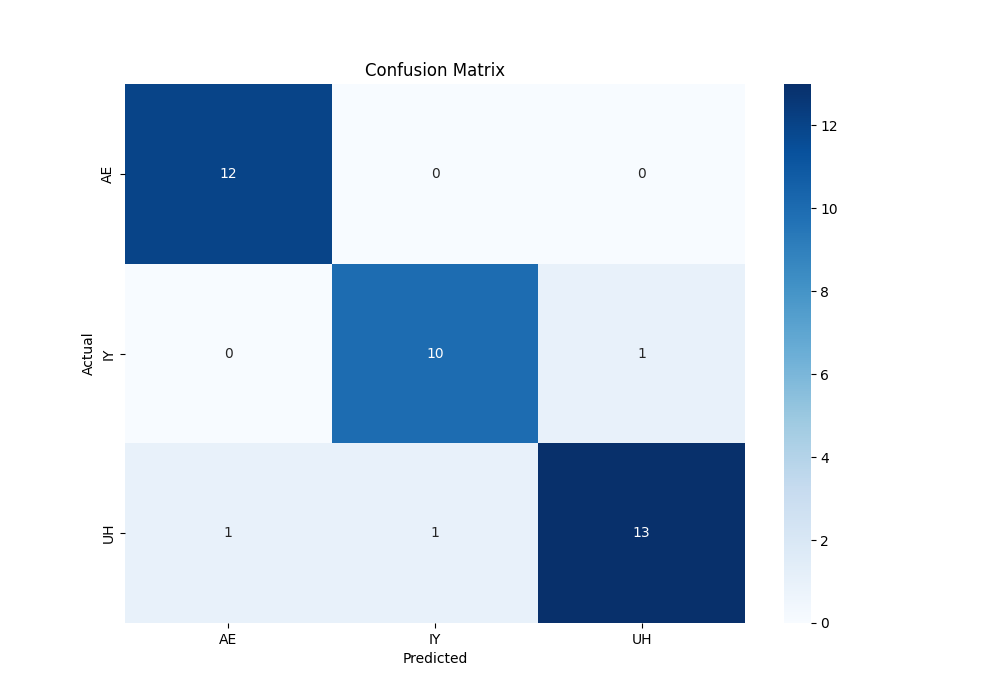 Confusion Matrix
AE 12 0 0
IY 0 10 1
UH 1 1 13
Actual
AE IY UH
Predicted
12
10
8
6
4
2
0